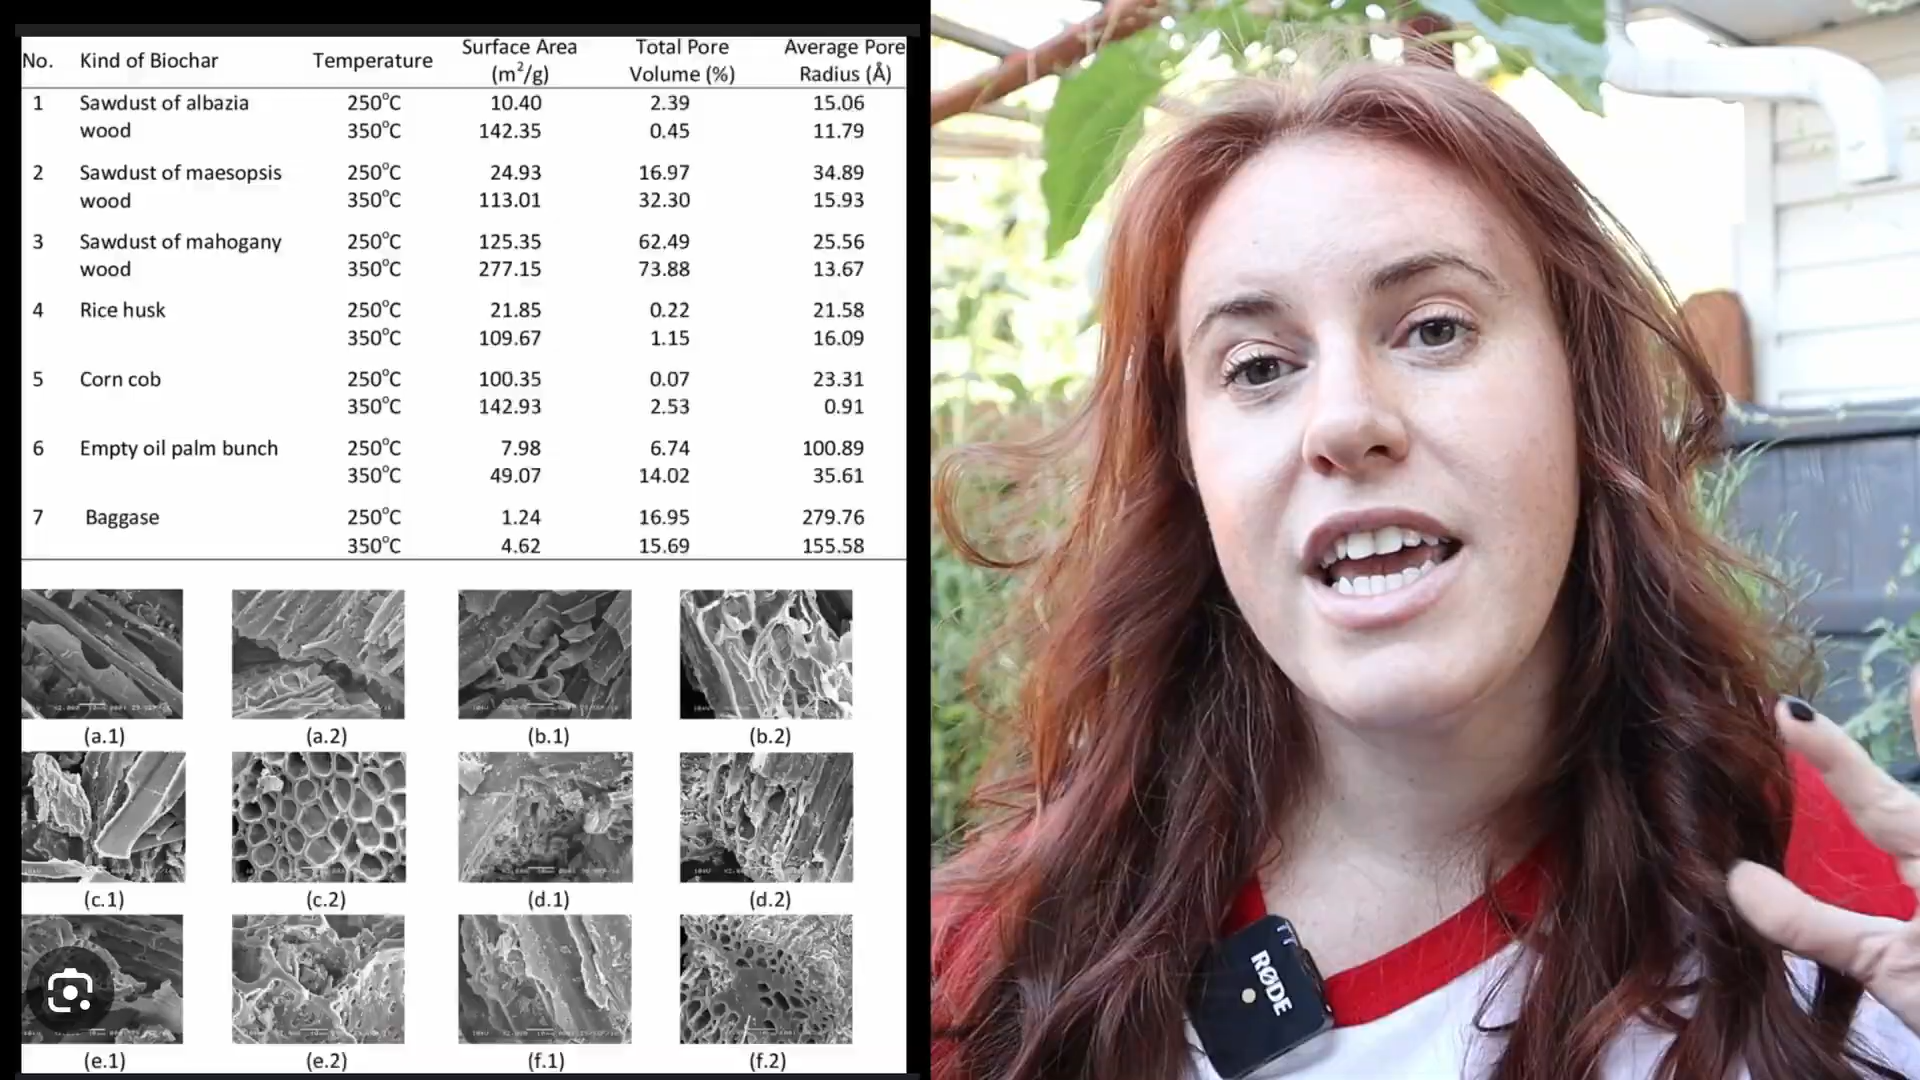 No. Kind of Biochar Temperature Surface Area (m²/g) Total Pore Volume (%) Average Pore Radius (Å)
1 Sawdust of albazia wood 250°C 10.40 2.39 15.06
350°C 142.35 0.45 11.79
2 Sawdust of maesopsis wood 250°C 24.93 16.97 34.89
350°C 113.01 32.30 15.93
3 Sawdust of mahogany wood 250°C 125.35 62.49 25.56
350°C 277.15 73.88 13.67
4 Rice husk 250°C 21.85 0.22 21.58
350°C 109.67 1.15 16.09
5 Corn cob 250°C 100.35 0.07 23.31
350°C 142.93 2.53 0.91
6 Empty oil palm bunch 250°C 7.98 6.74 100.89
350°C 49.07 14.02 35.61
7 Baggase 250°C 1.24 16.95 279.76
350°C 4.62 15.69 155.58
(a.1) (a.2) (b.1) (b.2)
(c.1) (c.2) (d.1) (d.2)
(e.1) (e.2) (f.1) (f.2)
RØDE